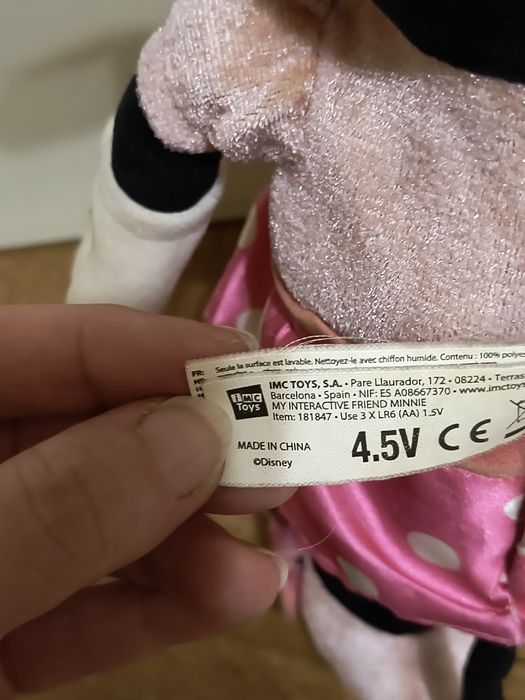 FR: Seule la surface est lavable. Nettoyez-le avec chiffon humide. Contenu : 100% polyes
IMC Toys
IMC TOYS, S.A. • Pare Llaurador, 172 • 08224 - Terras
Barcelona • Spain • NIF: ES A08667370 • www.imctoy
MY INTERACTIVE FRIEND MINNIE
Item: 181847 • Use 3 X LR6 (AA) 1.5V
MADE IN CHINA
©Disney
4.5V CE